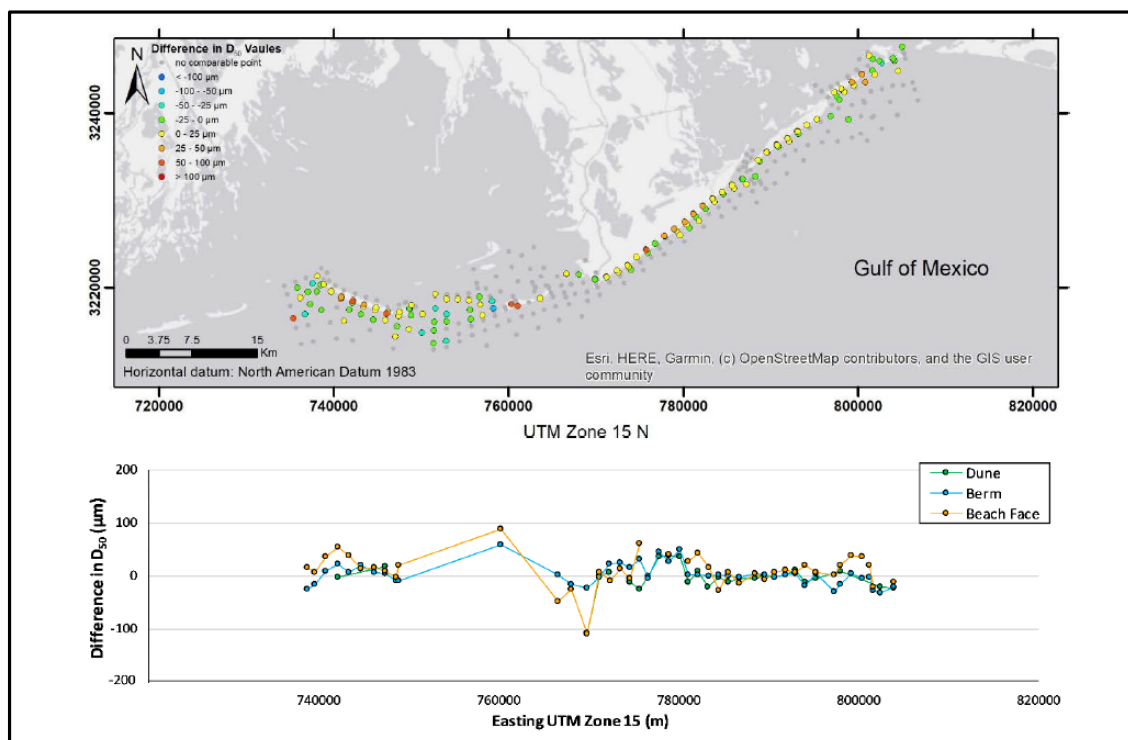 Difference in D50 Vaules
N
no comparable point
< -100 µm
-100 - -50 µm
-50 - -25 µm
-25 - 0 µm
0 - 25 µm
25 - 50 µm
50 - 100 µm
> 100 µm
3240000
3220000
Gulf of Mexico
0 3.75 7.5 15
Km
Horizontal datum: North American Datum 1983
Esri, HERE, Garmin, (c) OpenStreetMap contributors, and the GIS user
community
720000 740000 760000 780000 800000 820000
UTM Zone 15 N
Difference in D50 (µm)
200
100
0
-100
-200
Dune
Berm
Beach Face
740000 760000 780000 800000 820000
Easting UTM Zone 15 (m)